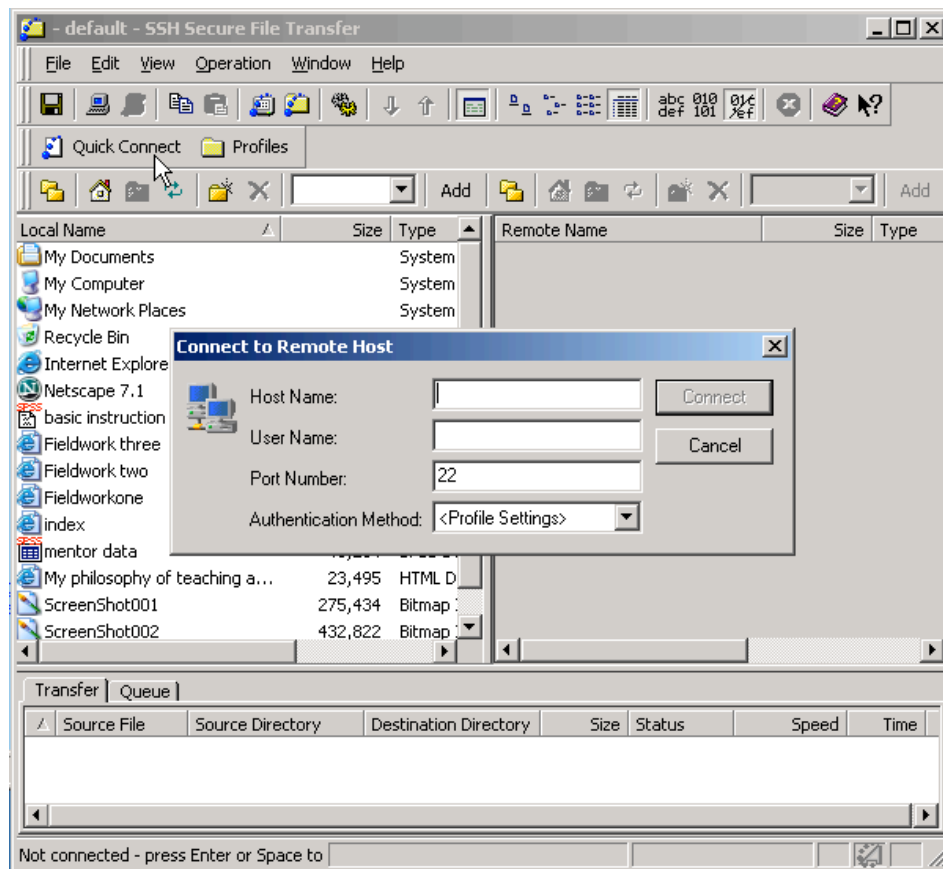 - default - SSH Secure File Transfer
File Edit View Operation Window Help
abc 010
def 101
Quick Connect Profiles
Add Add
Local Name Size Type Remote Name Size Type
My Documents System
My Computer System
My Network Places System
Recycle Bin
Internet Explore
Netscape 7.1
basic instruction
Fieldwork three
Fieldwork two
Fieldworkone
index
mentor data
My philosophy of teaching a... 23,495 HTML D
ScreenShot001 275,434 Bitmap
ScreenShot002 432,822 Bitmap
Connect to Remote Host
Host Name: Connect
User Name: Cancel
Port Number: 22
Authentication Method: <Profile Settings>
Transfer Queue
Source File Source Directory Destination Directory Size Status Speed Time
Not connected - press Enter or Space to